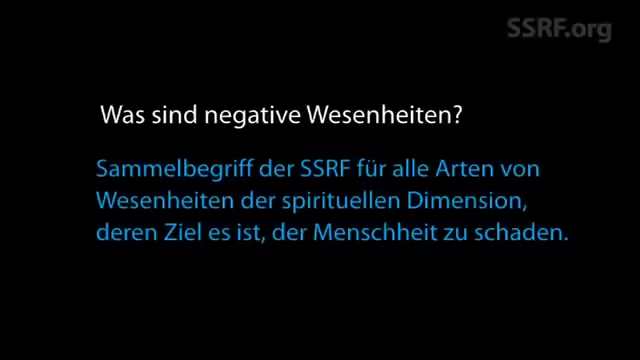 SSRF.org
Was sind negative Wesenheiten?
Sammelbegriff der SSRF für alle Arten von
Wesenheiten der spirituellen Dimension,
deren Ziel es ist, der Menschheit zu schaden.